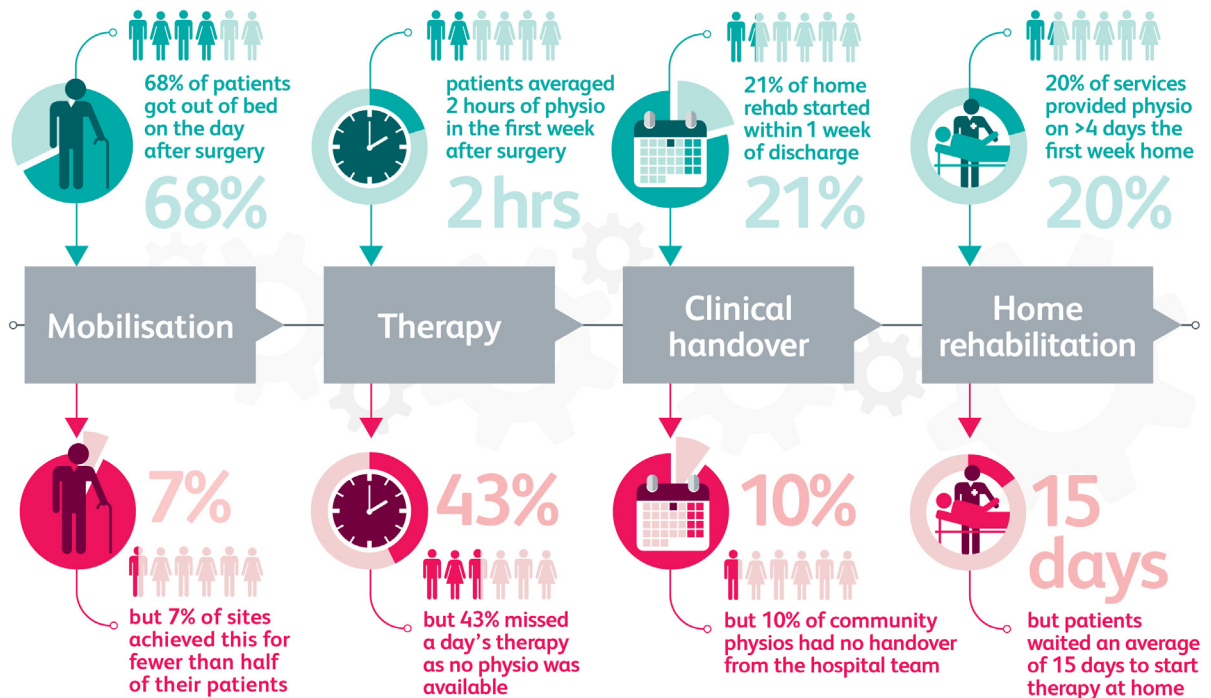 68% of patients
got out of bed
on the day
after surgery
68%
patients averaged
2 hours of physio
in the first week
after surgery
2 hrs
21% of home
rehab started
within 1 week
of discharge
21%
20% of services
provided physio
on >4 days the
first week home
20%
Mobilisation
Therapy
Clinical
handover
Home
rehabilitation
7%
but 7% of sites
achieved this for
fewer than half
of their patients
43%
but 43% missed
a day's therapy
as no physio was
available
10%
but 10% of community
physios had no handover
from the hospital team
15
days
but patients
waited an average
of 15 days to start
therapy at home